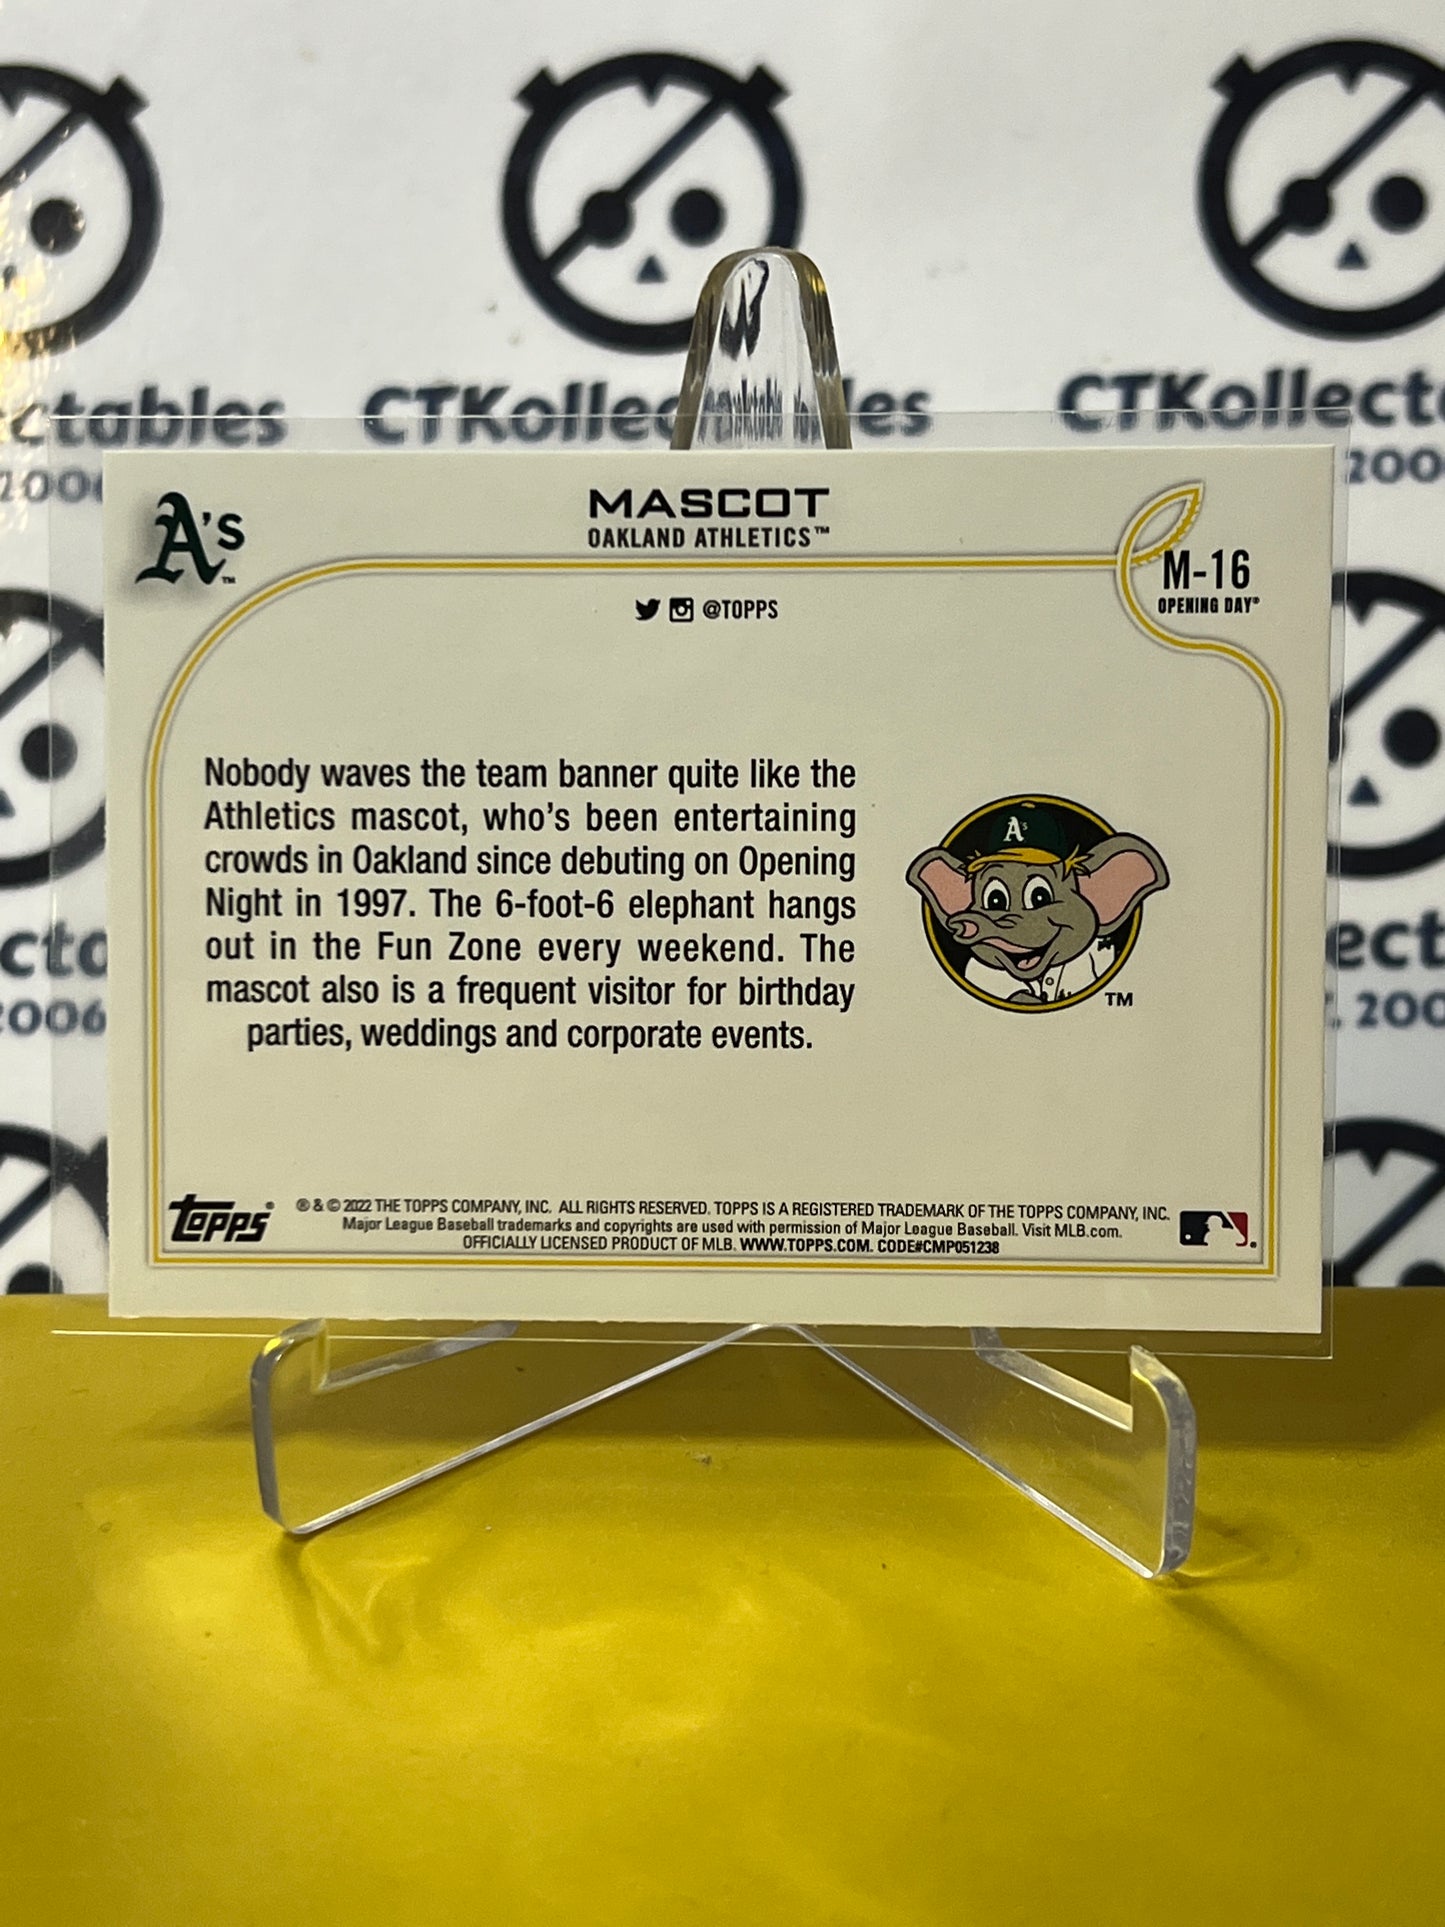 ctables
CTKollectables
CTKollect
2006
200
A's
™
MASCOT
OAKLAND ATHLETICS™
M-16
OPENING DAY®
@TOPPS
Nobody waves the team banner quite like the
Athletics mascot, who's been entertaining
crowds in Oakland since debuting on Opening
Night in 1997. The 6-foot-6 elephant hangs
out in the Fun Zone every weekend. The
mascot also is a frequent visitor for birthday
parties, weddings and corporate events.
A's
TM
ecto
2006
ect
200
topps®
® & © 2022 THE TOPPS COMPANY, INC. ALL RIGHTS RESERVED. TOPPS IS A REGISTERED TRADEMARK OF THE TOPPS COMPANY, INC.
Major League Baseball trademarks and copyrights are used with permission of Major League Baseball. Visit MLB.com.
OFFICIALLY LICENSED PRODUCT OF MLB. WWW.TOPPS.COM. CODE#CMP051238